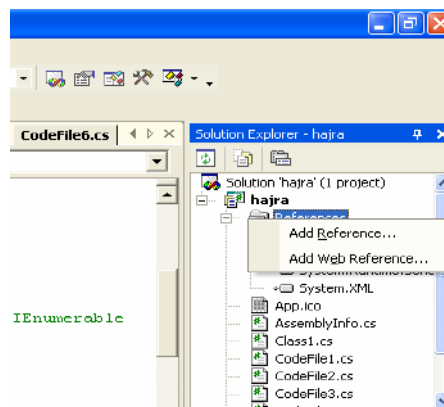 CodeFile6.cs
Solution Explorer - hajra
Solution 'hajra' (1 project)
hajra
References
Add Reference...
Add Web Reference...
System.XML
App.ico
AssemblyInfo.cs
Class1.cs
CodeFile1.cs
CodeFile2.cs
CodeFile3.cs
IEnumerable